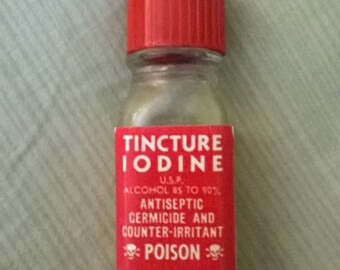 TINCTURE
IODINE
U.S.P.
ALCOHOL 85 TO 90%
ANTISEPTIC
GERMICIDE AND
COUNTER-IRRITANT
POISON